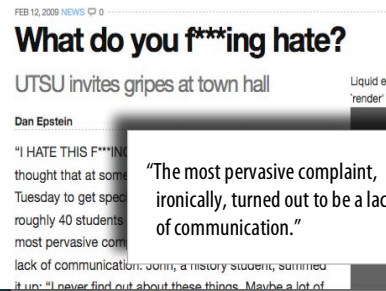 FEB 12, 2009 NEWS 0
What do you f***ing hate?
UTSU invites gripes at town hall
Liquid
'render'
Dan Epstein
"I HATE THIS F***IN
thought that at som
"The most pervasive complaint,
Tuesday to get spec
ironically, turned out to be a lac
roughly 40 students
of communication."
most pervasive com
lack of communication. John, a history student, summed
it up: "I never find out about these things. Maybe a lot of